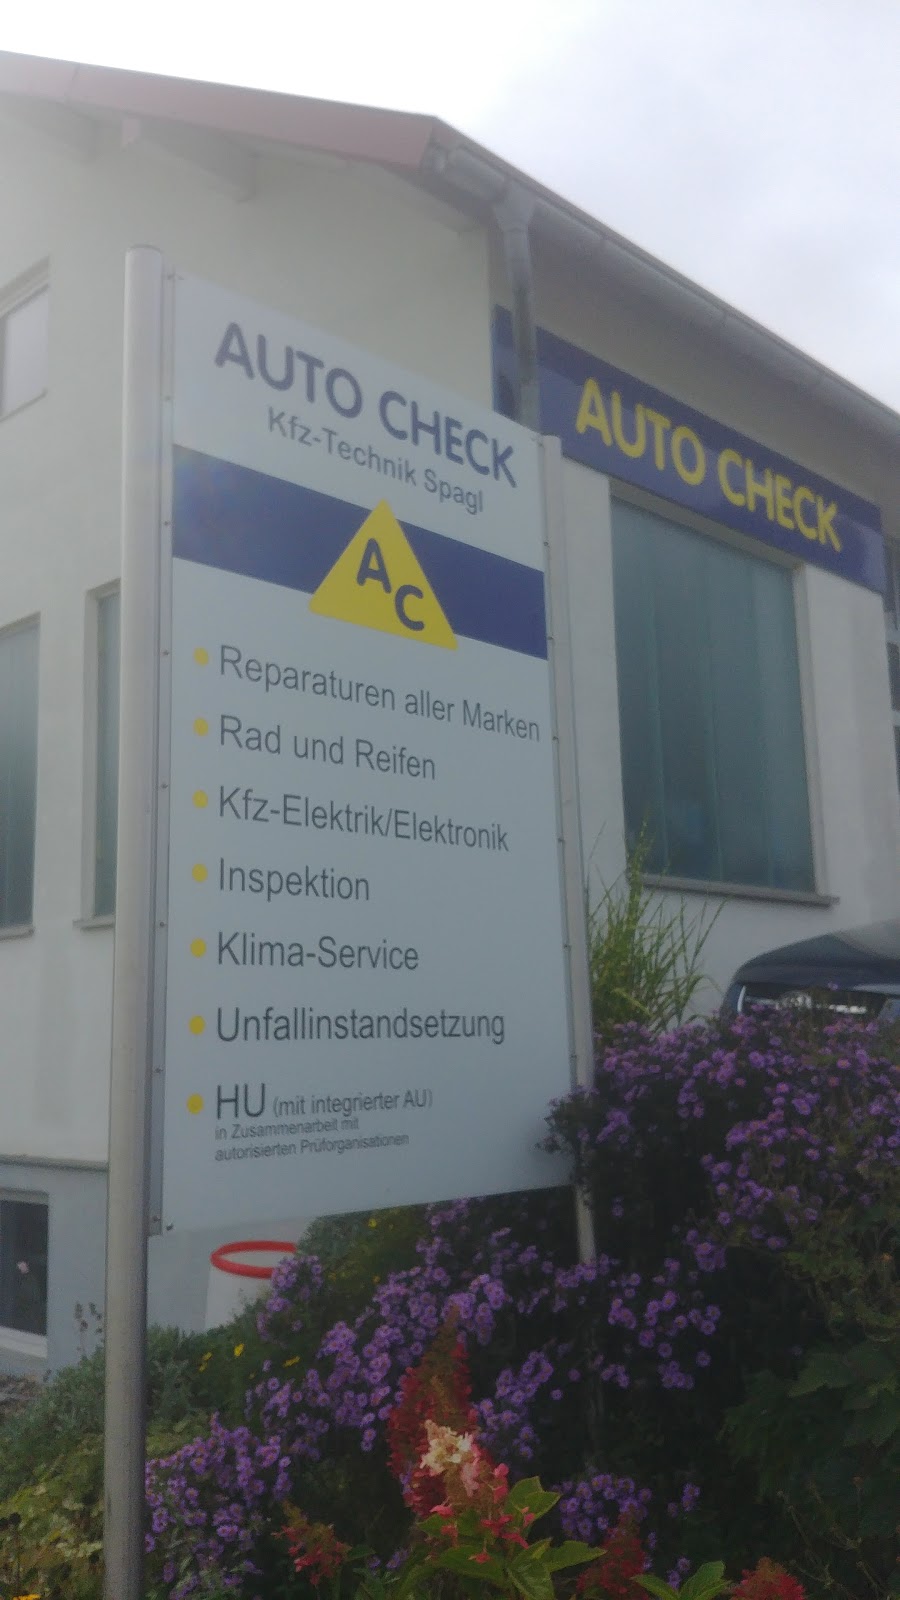 AUTO CHECK
Kfz-Technik Spagl
A
C
Reparaturen aller Marken
Rad und Reifen
Kfz-Elektrik/Elektronik
Inspektion
Klima-Service
Unfallinstandsetzung
HU (mit integrierter AU)
in Zusammenarbeit mit
autorisierten Prüforganisationen
AUTO CHECK